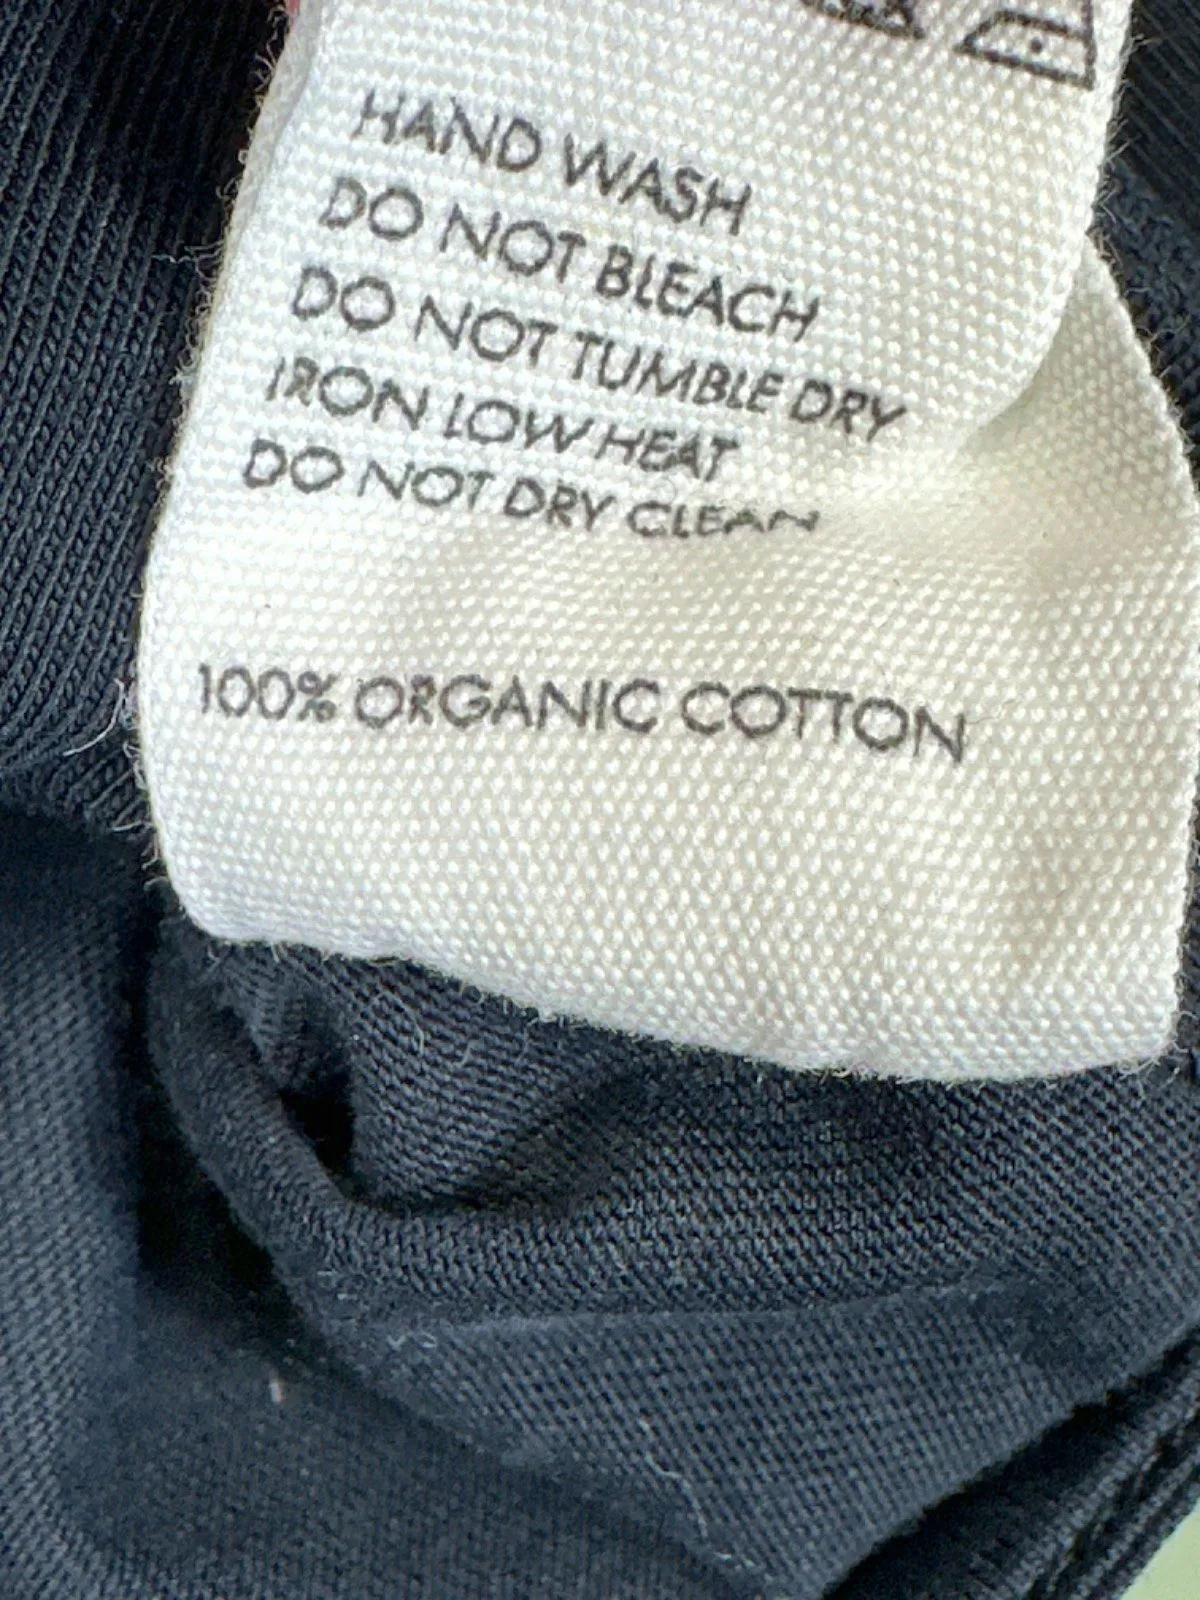 HAND WASH
DO NOT BLEACH
DO NOT TUMBLE DRY
IRON LOW HEAT
DO NOT DRY CLEAN
100% ORGANIC COTTON